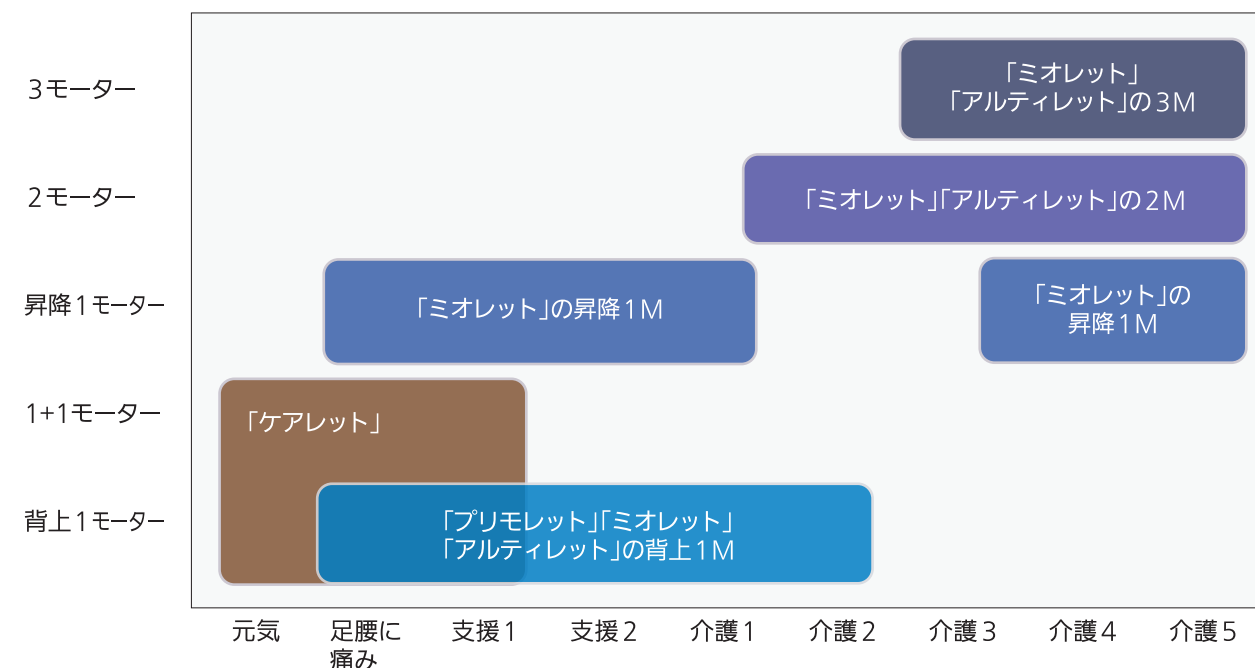 3モーター
「ミオレット」
「アルティレット」の3M
2モーター
「ミオレット」「アルティレット」の2M
昇降1モーター
「ミオレット」の昇降1M
「ミオレット」の
昇降1M
1+1モーター
「ケアレット」
背上1モーター
「プリモレット」「ミオレット」
「アルティレット」の背上1M
元気
足腰に
痛み
支援1
支援2
介護1
介護2
介護3
介護4
介護5